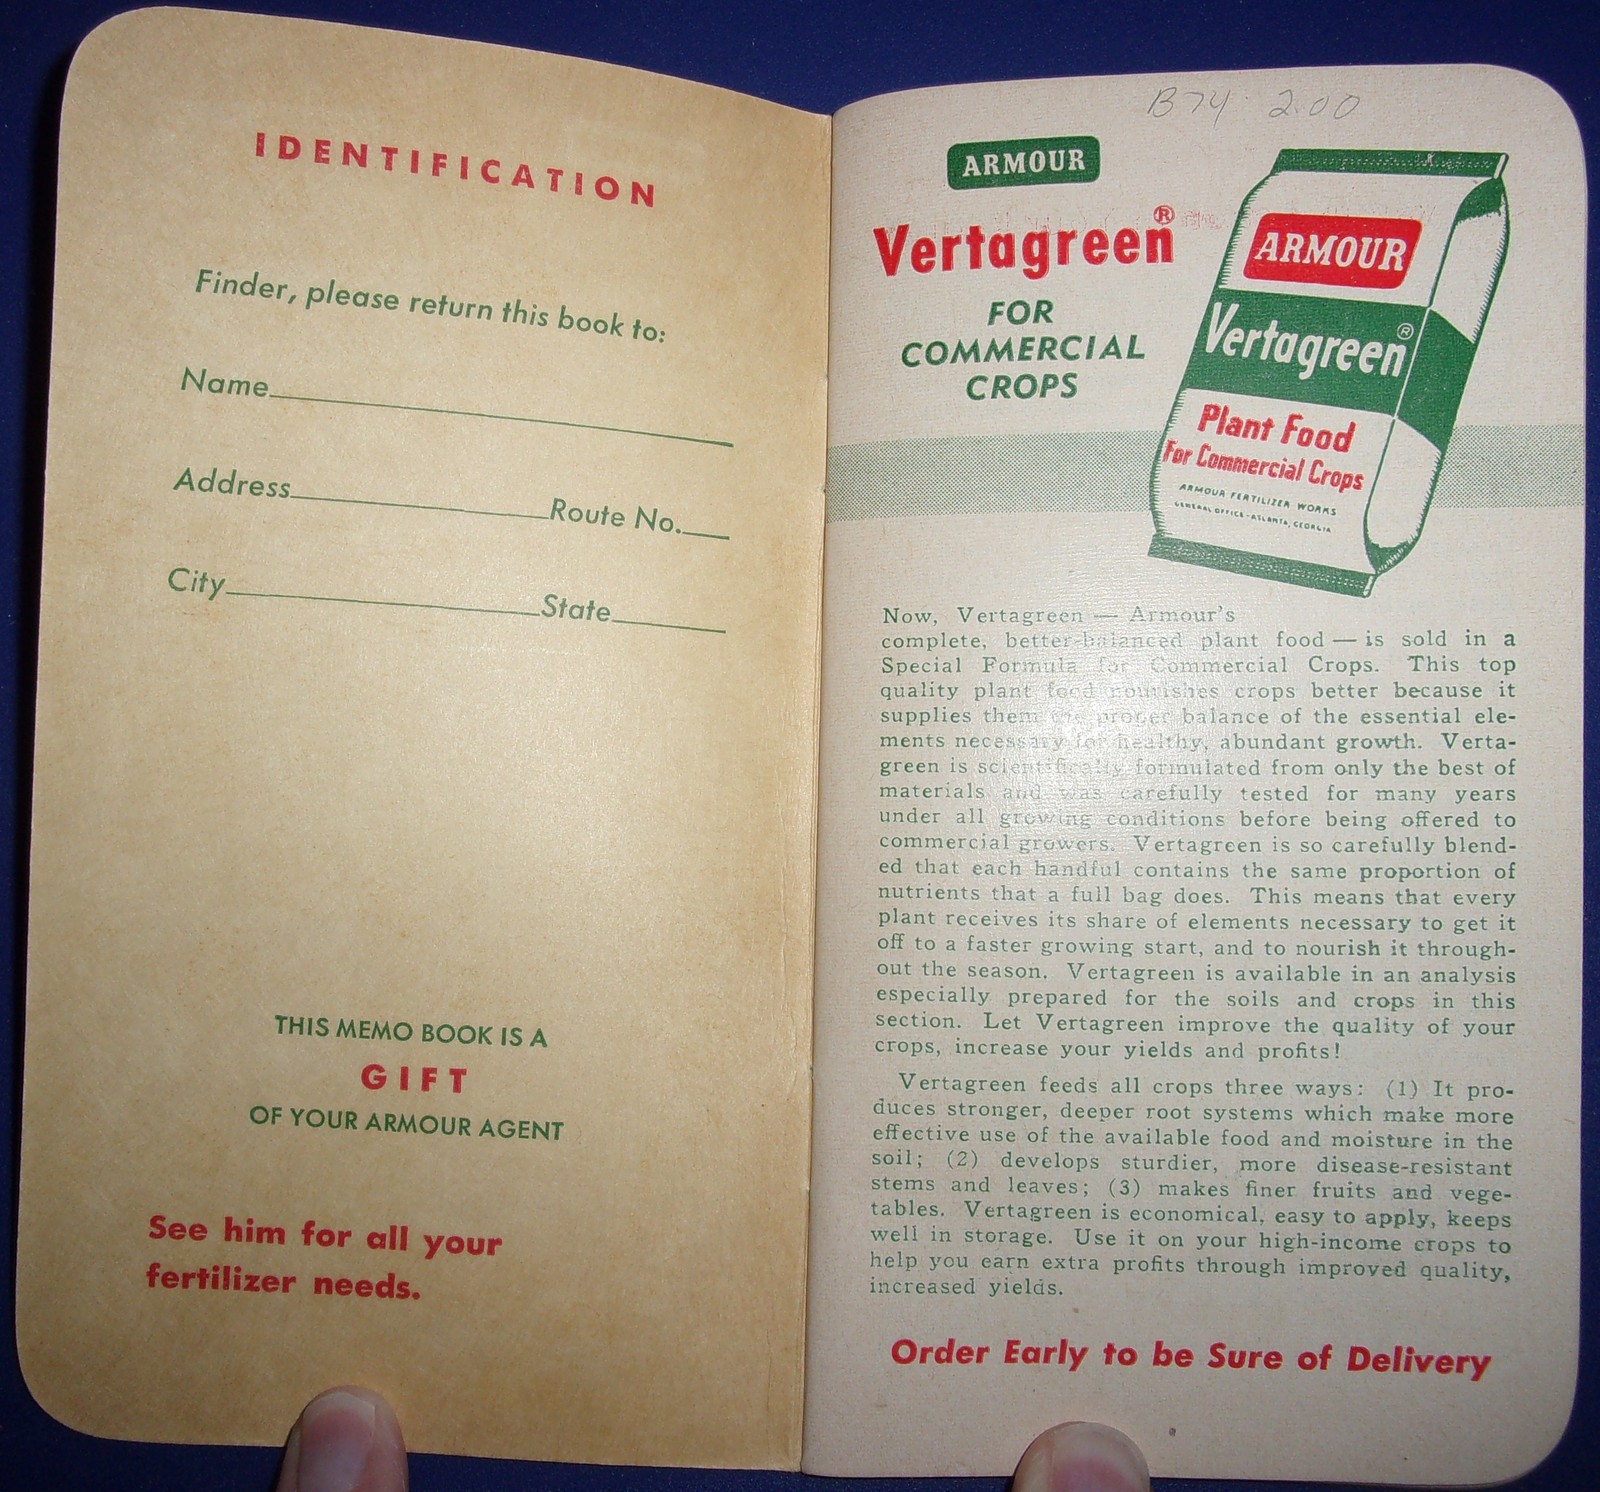 IDENTIFICATION
Finder, please return this book to:
Name
Address Route No.
City State
THIS MEMO BOOK IS A
GIFT
OF YOUR ARMOUR AGENT
See him for all your
fertilizer needs.
B74 2.00
ARMOUR
Vertagreen®
FOR
COMMERCIAL
CROPS
ARMOUR
Vertagreen®
Plant Food
For Commercial Crops
ARMOUR FERTILIZER WORKS
GENERAL OFFICE - ATLANTA, GEORGIA
Now, Vertagreen — Armour's
complete, better-balanced plant food — is sold in a
Special Formula for Commercial Crops. This top
quality plant food nourishes crops better because it
supplies them the proper balance of the essential ele-
ments necessary for healthy, abundant growth. Verta-
green is scientifically formulated from only the best of
materials and was carefully tested for many years
under all growing conditions before being offered to
commercial growers. Vertagreen is so carefully blend-
ed that each handful contains the same proportion of
nutrients that a full bag does. This means that every
plant receives its share of elements necessary to get it
off to a faster growing start, and to nourish it through-
out the season. Vertagreen is available in an analysis
especially prepared for the soils and crops in this
section. Let Vertagreen improve the quality of your
crops, increase your yields and profits!
Vertagreen feeds all crops three ways: (1) It pro-
duces stronger, deeper root systems which make more
effective use of the available food and moisture in the
soil; (2) develops sturdier, more disease-resistant
stems and leaves; (3) makes finer fruits and vege-
tables. Vertagreen is economical, easy to apply, keeps
well in storage. Use it on your high-income crops to
help you earn extra profits through improved quality,
increased yields.
Order Early to be Sure of Delivery